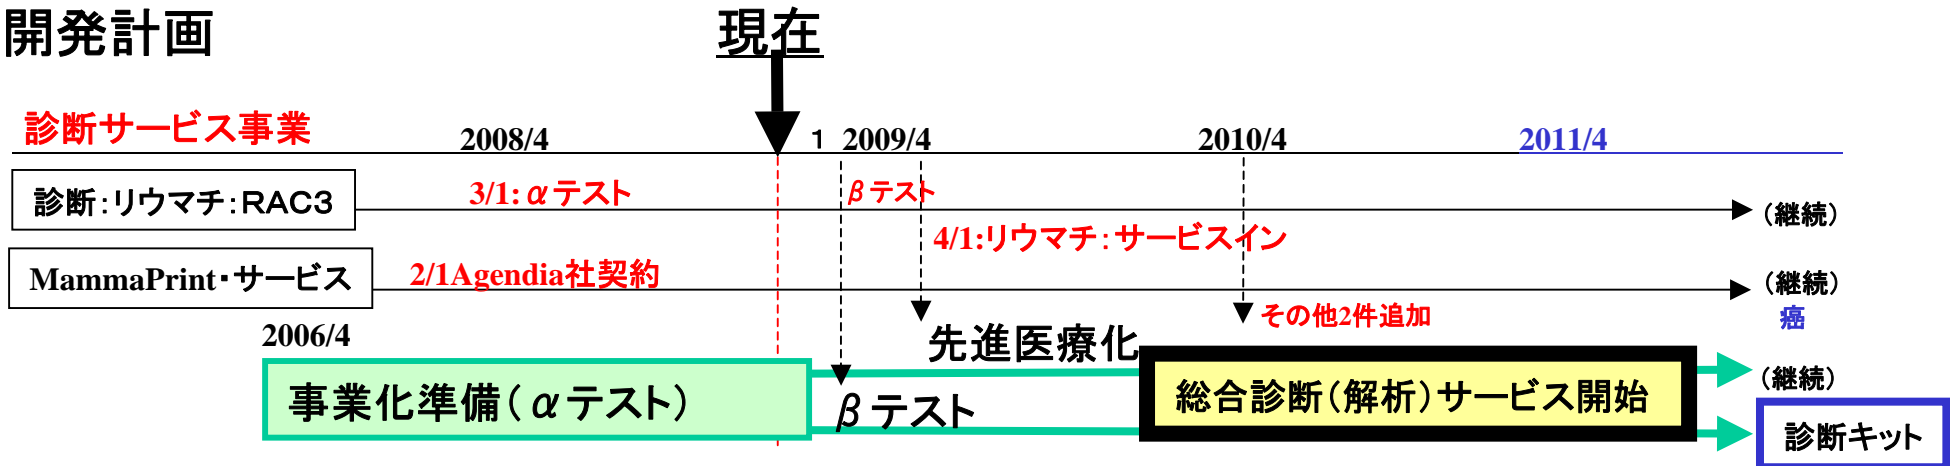 開発計画
現在
診断サービス事業
2008/4
1
2009/4
2010/4
2011/4
診断：リウマチ：RAC3
3/1:αテスト
βテスト
（継続）
4/1:リウマチ：サービスイン
MammaPrint・サービス
2/1Agendia社契約
（継続）
癌
その他2件追加
2006/4
先進医療化
事業化準備（αテスト）
βテスト
総合診断（解析）サービス開始
（継続）
診断キット